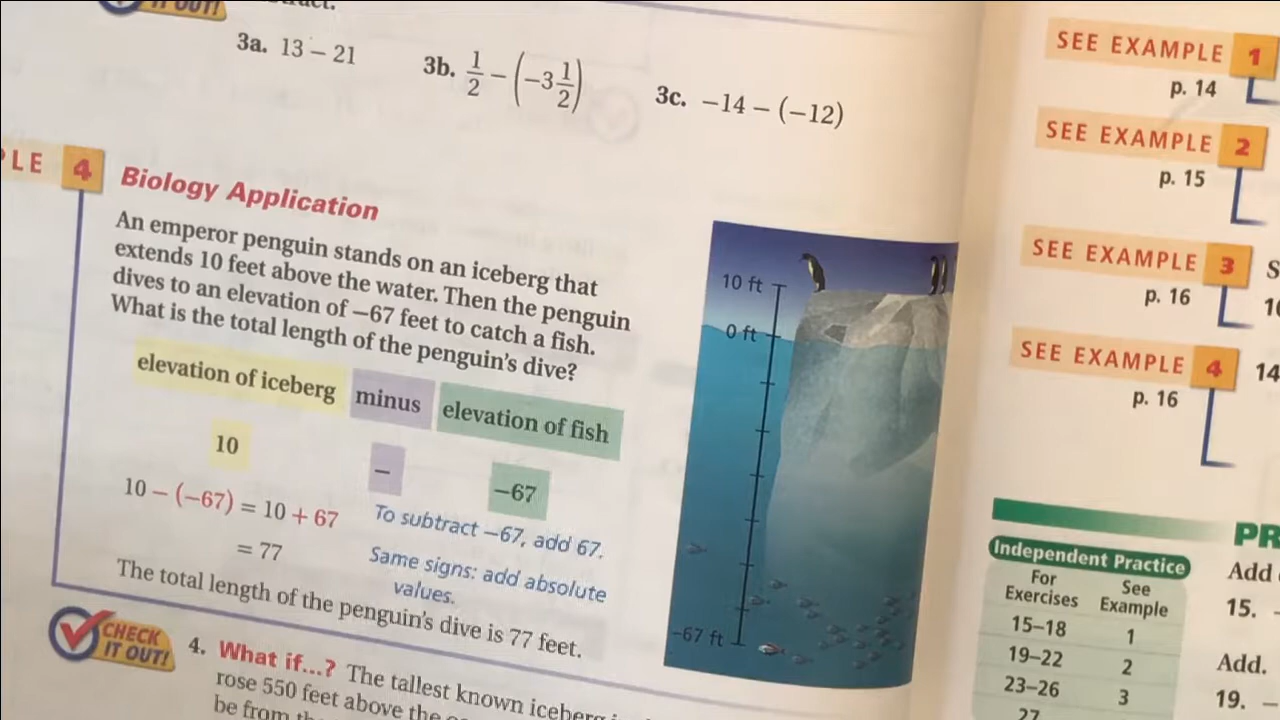 IT OUT!
3a. 13 – 21
3b. 1/2 – (–3 1/2)
3c. –14 – (–12)
4 Biology Application
An emperor penguin stands on an iceberg that
extends 10 feet above the water. Then the penguin
dives to an elevation of –67 feet to catch a fish.
What is the total length of the penguin's dive?
elevation of iceberg minus elevation of fish
10 – –67
10 – (–67) = 10 + 67 To subtract –67, add 67.
= 77 Same signs: add absolute
values.
The total length of the penguin's dive is 77 feet.
10 ft
0 ft
–67 ft
CHECK
IT OUT!
4. What if...? The tallest known iceberg
rose 550 feet above the
be from
SEE EXAMPLE 1
p. 14
SEE EXAMPLE 2
p. 15
SEE EXAMPLE 3
p. 16
SEE EXAMPLE 4
p. 16
14
Independent Practice
For See
Exercises Example
15–18 1
19–22 2
23–26 3
27
Add
15. –
Add.
19. –